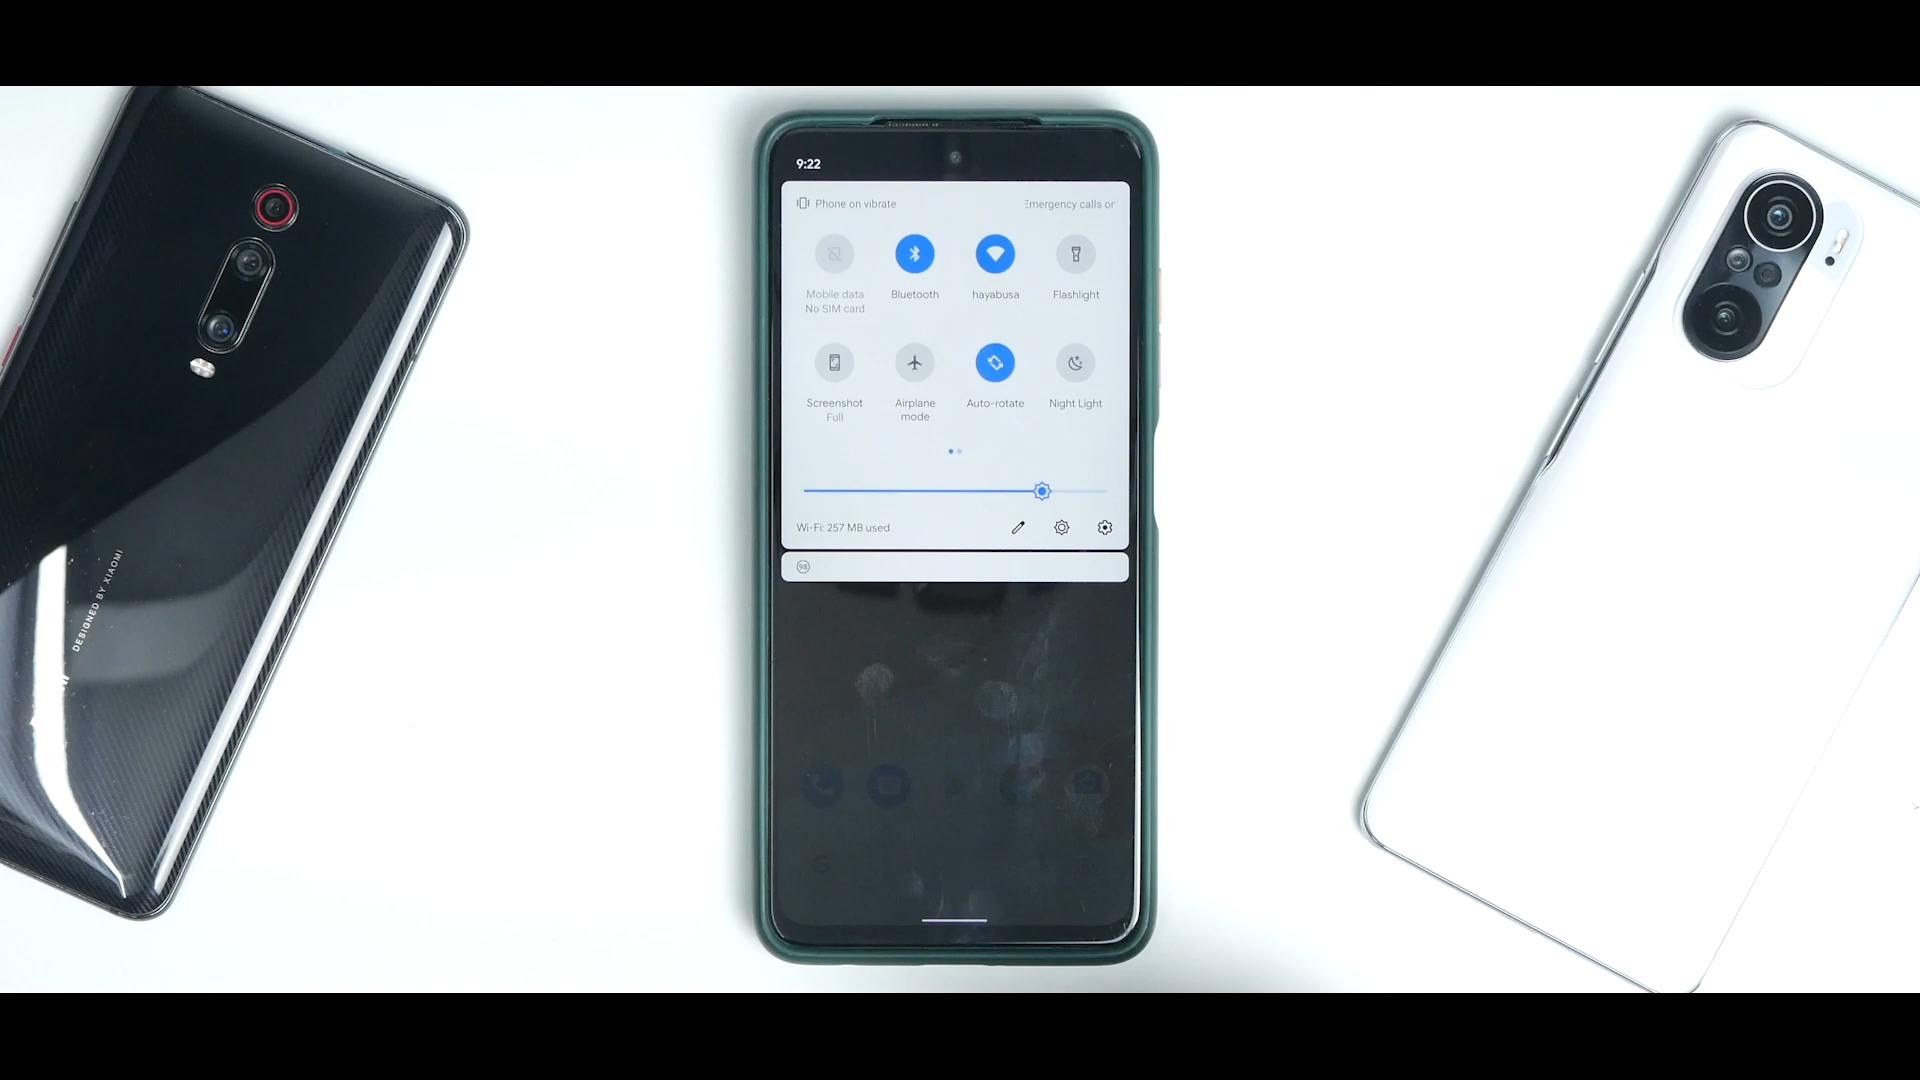 9:22
Phone on vibrate
Emergency calls or
Mobile data
No SIM card
Bluetooth
hayabusa
Flashlight
Screenshot
Full
Airplane
mode
Auto-rotate
Night Light
Wi-Fi: 257 MB used
98
DESIGNED BY XIAOMI